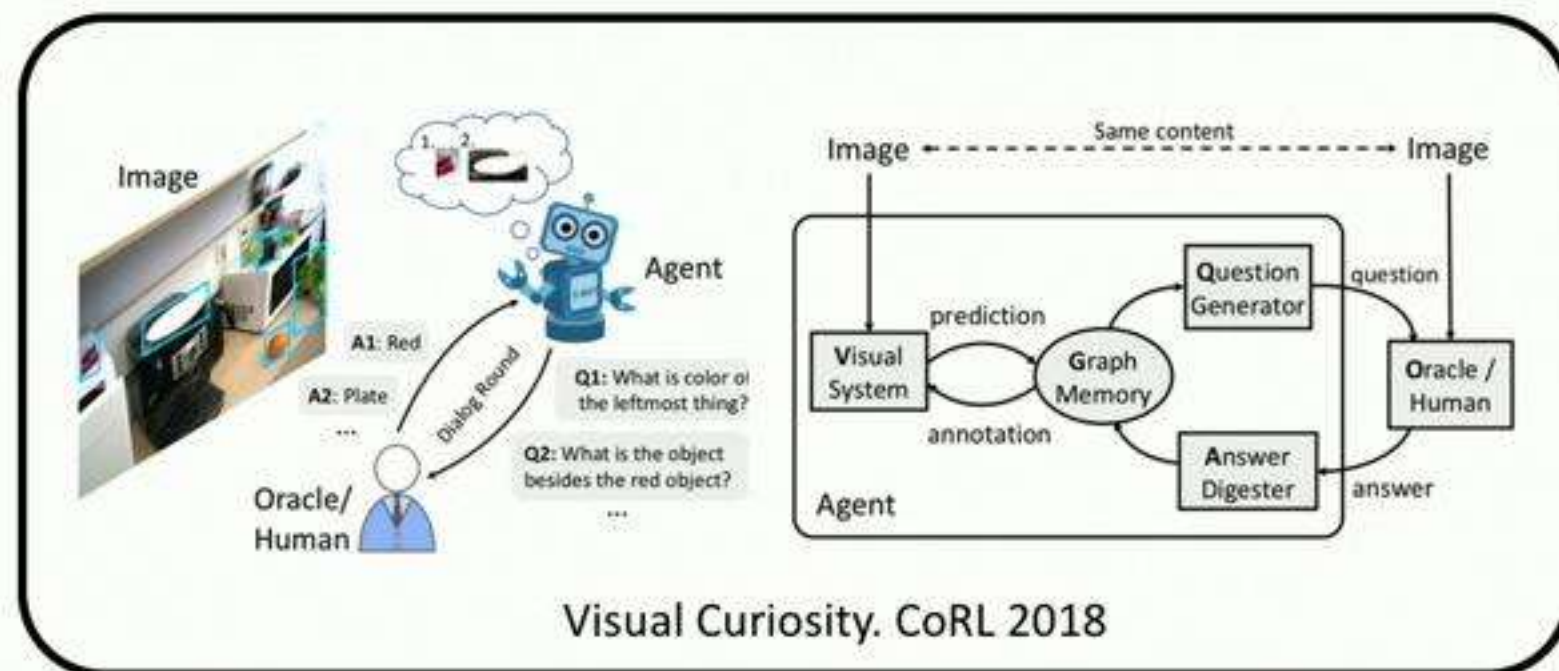 Image
1.
2
Agent
A1: Red
A2: Plate
...
Dialog Round
Q1: What is color of
the leftmost thing?
Q2: What is the object
besides the red object?
...
Oracle/
Human
Image
Same content
Image
Visual
System
prediction
annotation
Graph
Memory
Question
Generator
question
Oracle /
Human
Answer
Digester
answer
Agent
Visual Curiosity. CoRL 2018